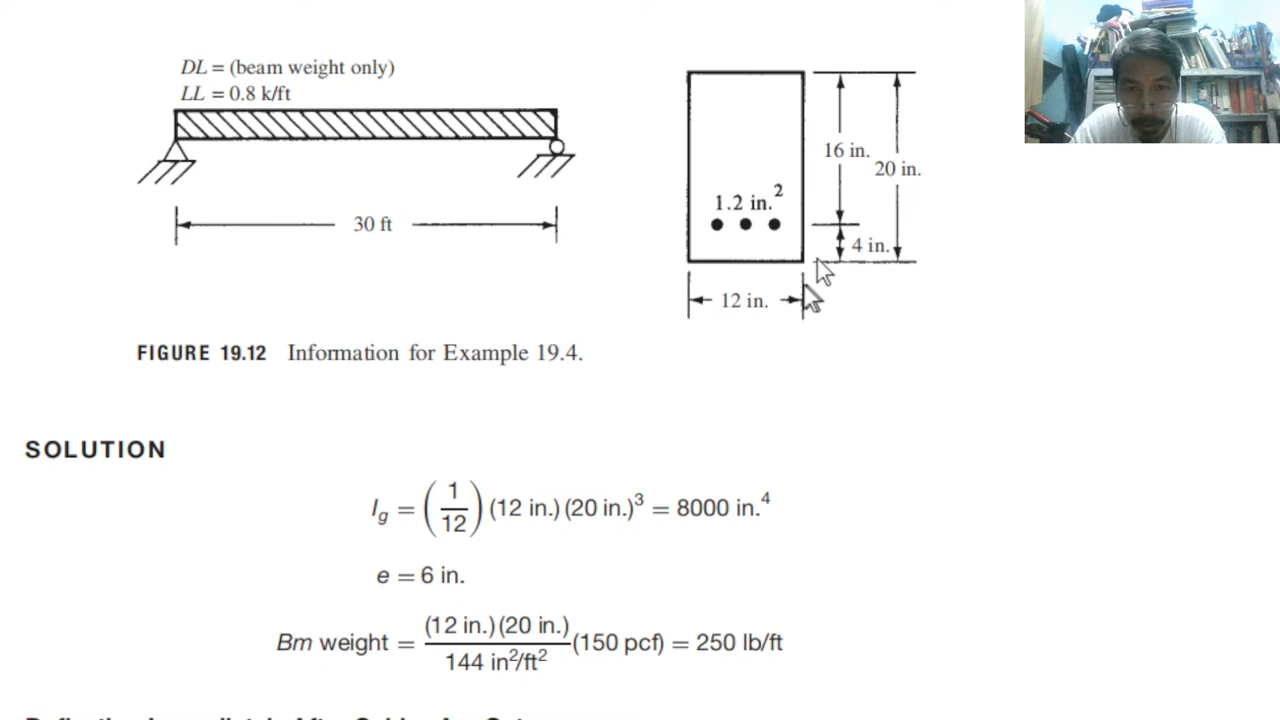 DL = (beam weight only)
LL = 0.8 k/ft
30 ft
16 in.
20 in.
1.2 in.²
4 in.
12 in.
FIGURE 19.12 Information for Example 19.4.
SOLUTION
I_g = (1/12) (12 in.) (20 in.)³ = 8000 in.⁴
e = 6 in.
Bm weight = (12 in.) (20 in.) / 144 in²/ft² (150 pcf) = 250 lb/ft